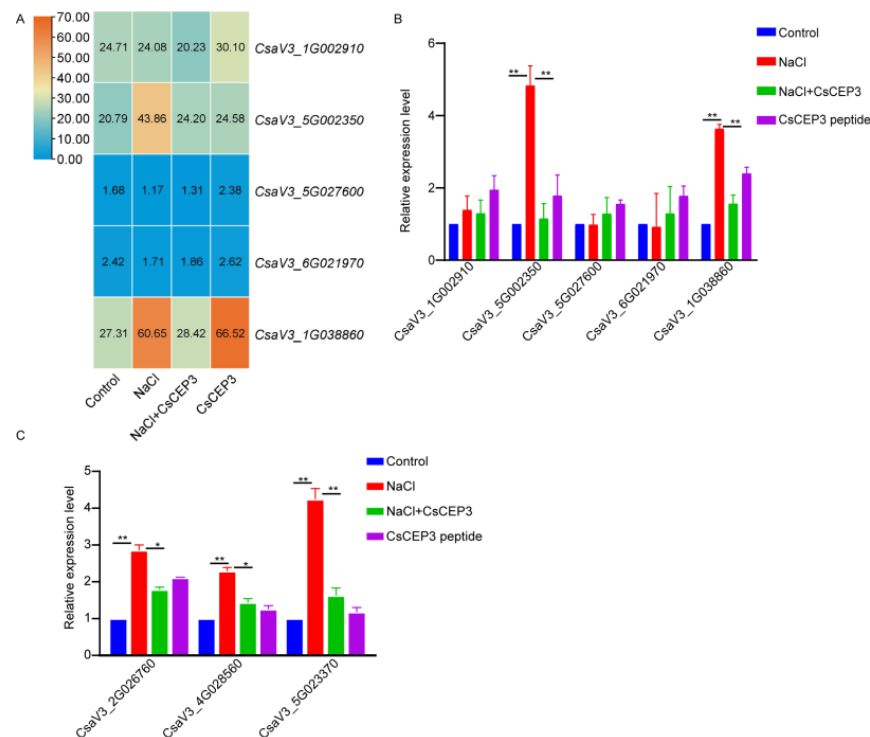 A
70.00
60.00
50.00
40.00
30.00
20.00
10.00
0.00
24.71 24.08 20.23 30.10 CsaV3_1G002910
20.79 43.86 24.20 24.58 CsaV3_5G002350
1.68 1.17 1.31 2.38 CsaV3_5G027600
2.42 1.71 1.86 2.62 CsaV3_6G021970
27.31 60.65 28.42 66.52 CsaV3_1G038860
Control NaCl NaCl+CsCEP3 CsCEP3
B
Relative expression level
6
4
2
0
** ** ** **
CsaV3_1G002910 CsaV3_5G002350 CsaV3_5G027600 CsaV3_6G021970 CsaV3_1G038860
Control
NaCl
NaCl+CsCEP3
CsCEP3 peptide
C
Relative expression level
5
4
3
2
1
0
** * ** * ** **
CsaV3_2G026760 CsaV3_4G028560 CsaV3_5G023370
Control
NaCl
NaCl+CsCEP3
CsCEP3 peptide